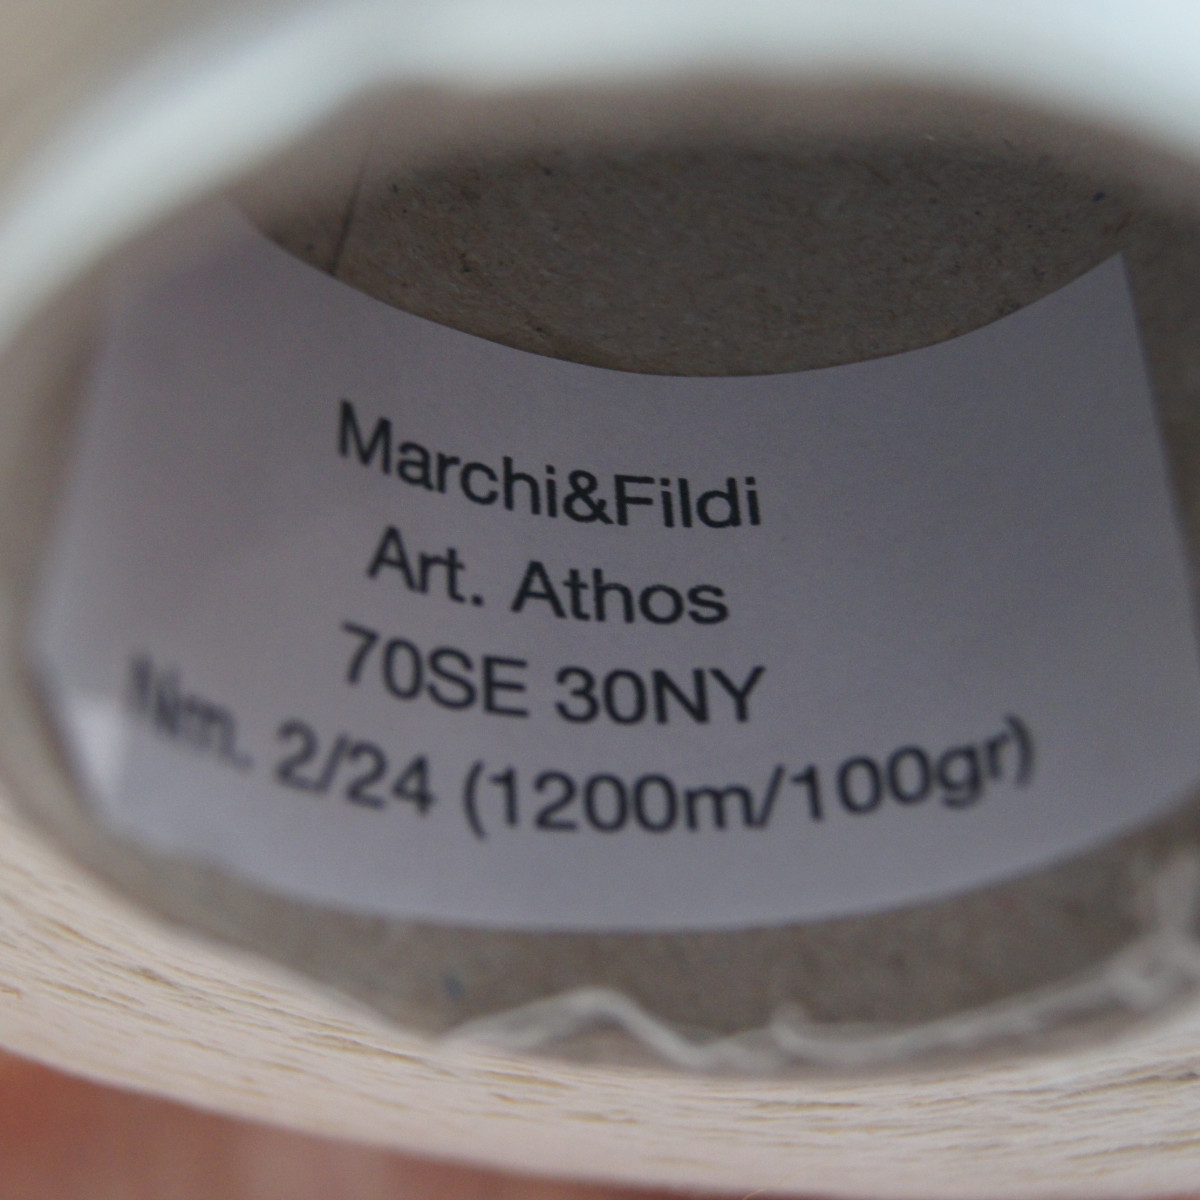 Marchi&Fildi
Art. Athos
70SE 30NY
Nm. 2/24 (1200m/100gr)